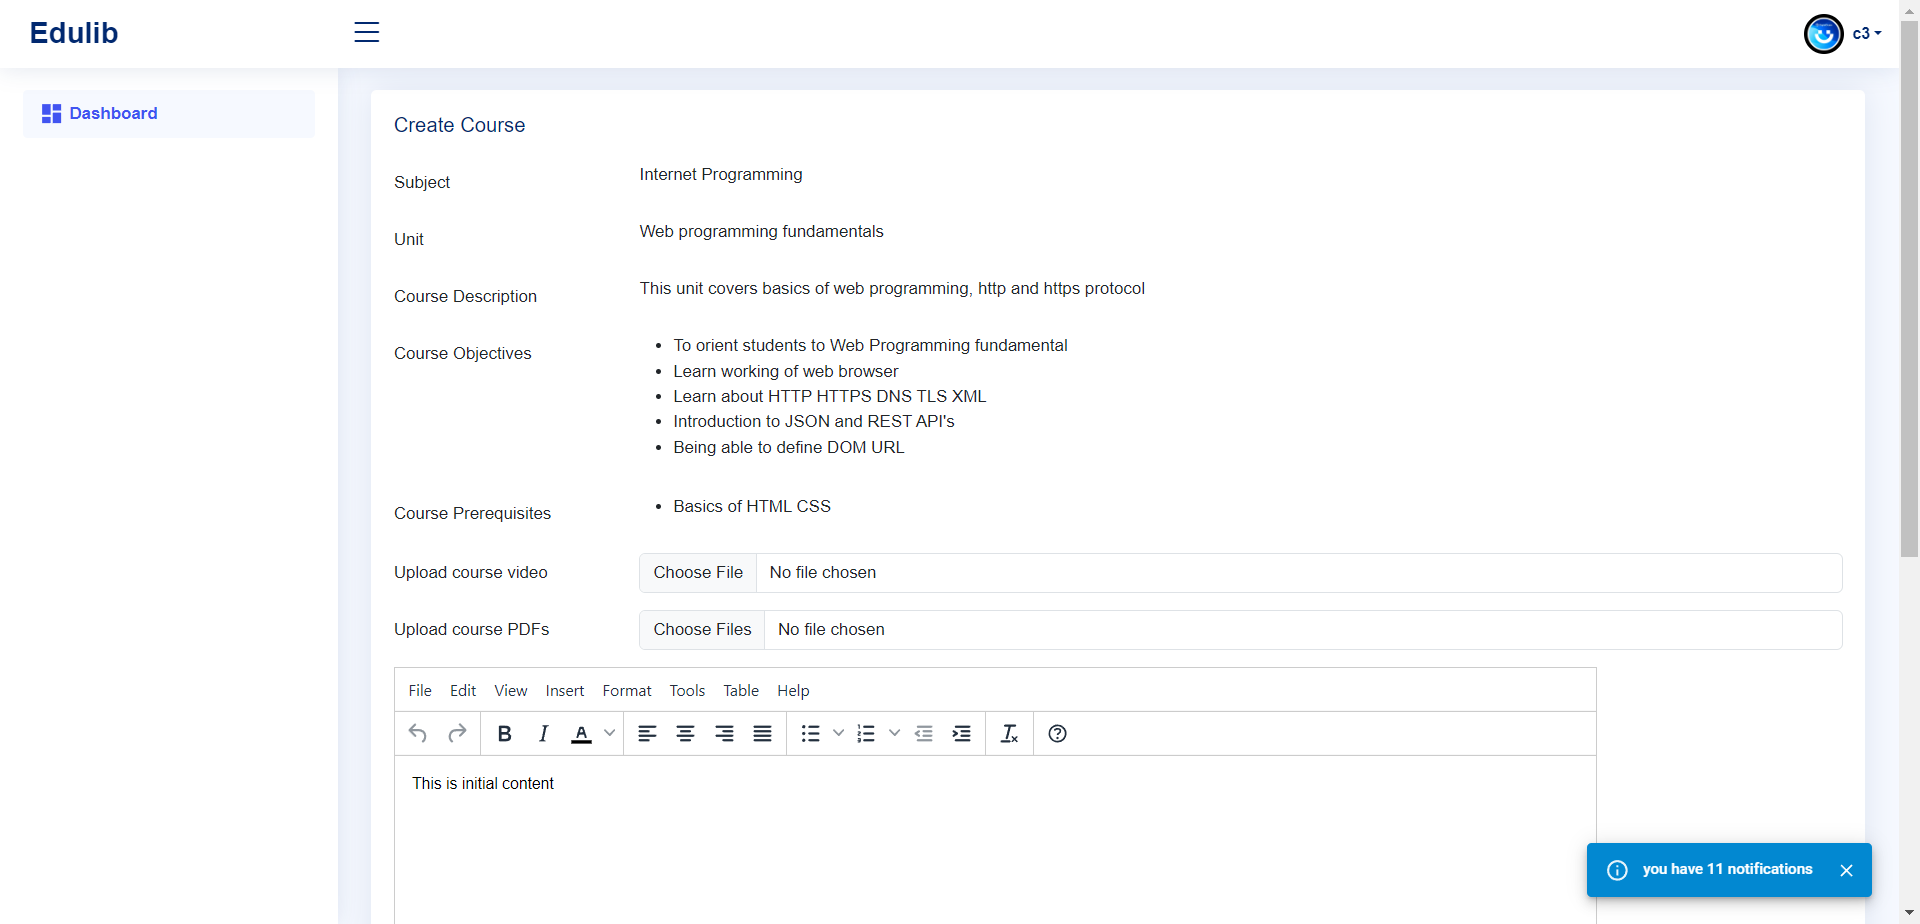 Edulib
c3
Dashboard
Create Course
Subject
Internet Programming
Unit
Web programming fundamentals
Course Description
This unit covers basics of web programming, http and https protocol
Course Objectives
• To orient students to Web Programming fundamental
• Learn working of web browser
• Learn about HTTP HTTPS DNS TLS XML
• Introduction to JSON and REST API's
• Being able to define DOM URL
Course Prerequisites
• Basics of HTML CSS
Upload course video
Choose File No file chosen
Upload course PDFs
Choose Files No file chosen
File Edit View Insert Format Tools Table Help
This is initial content
you have 11 notifications